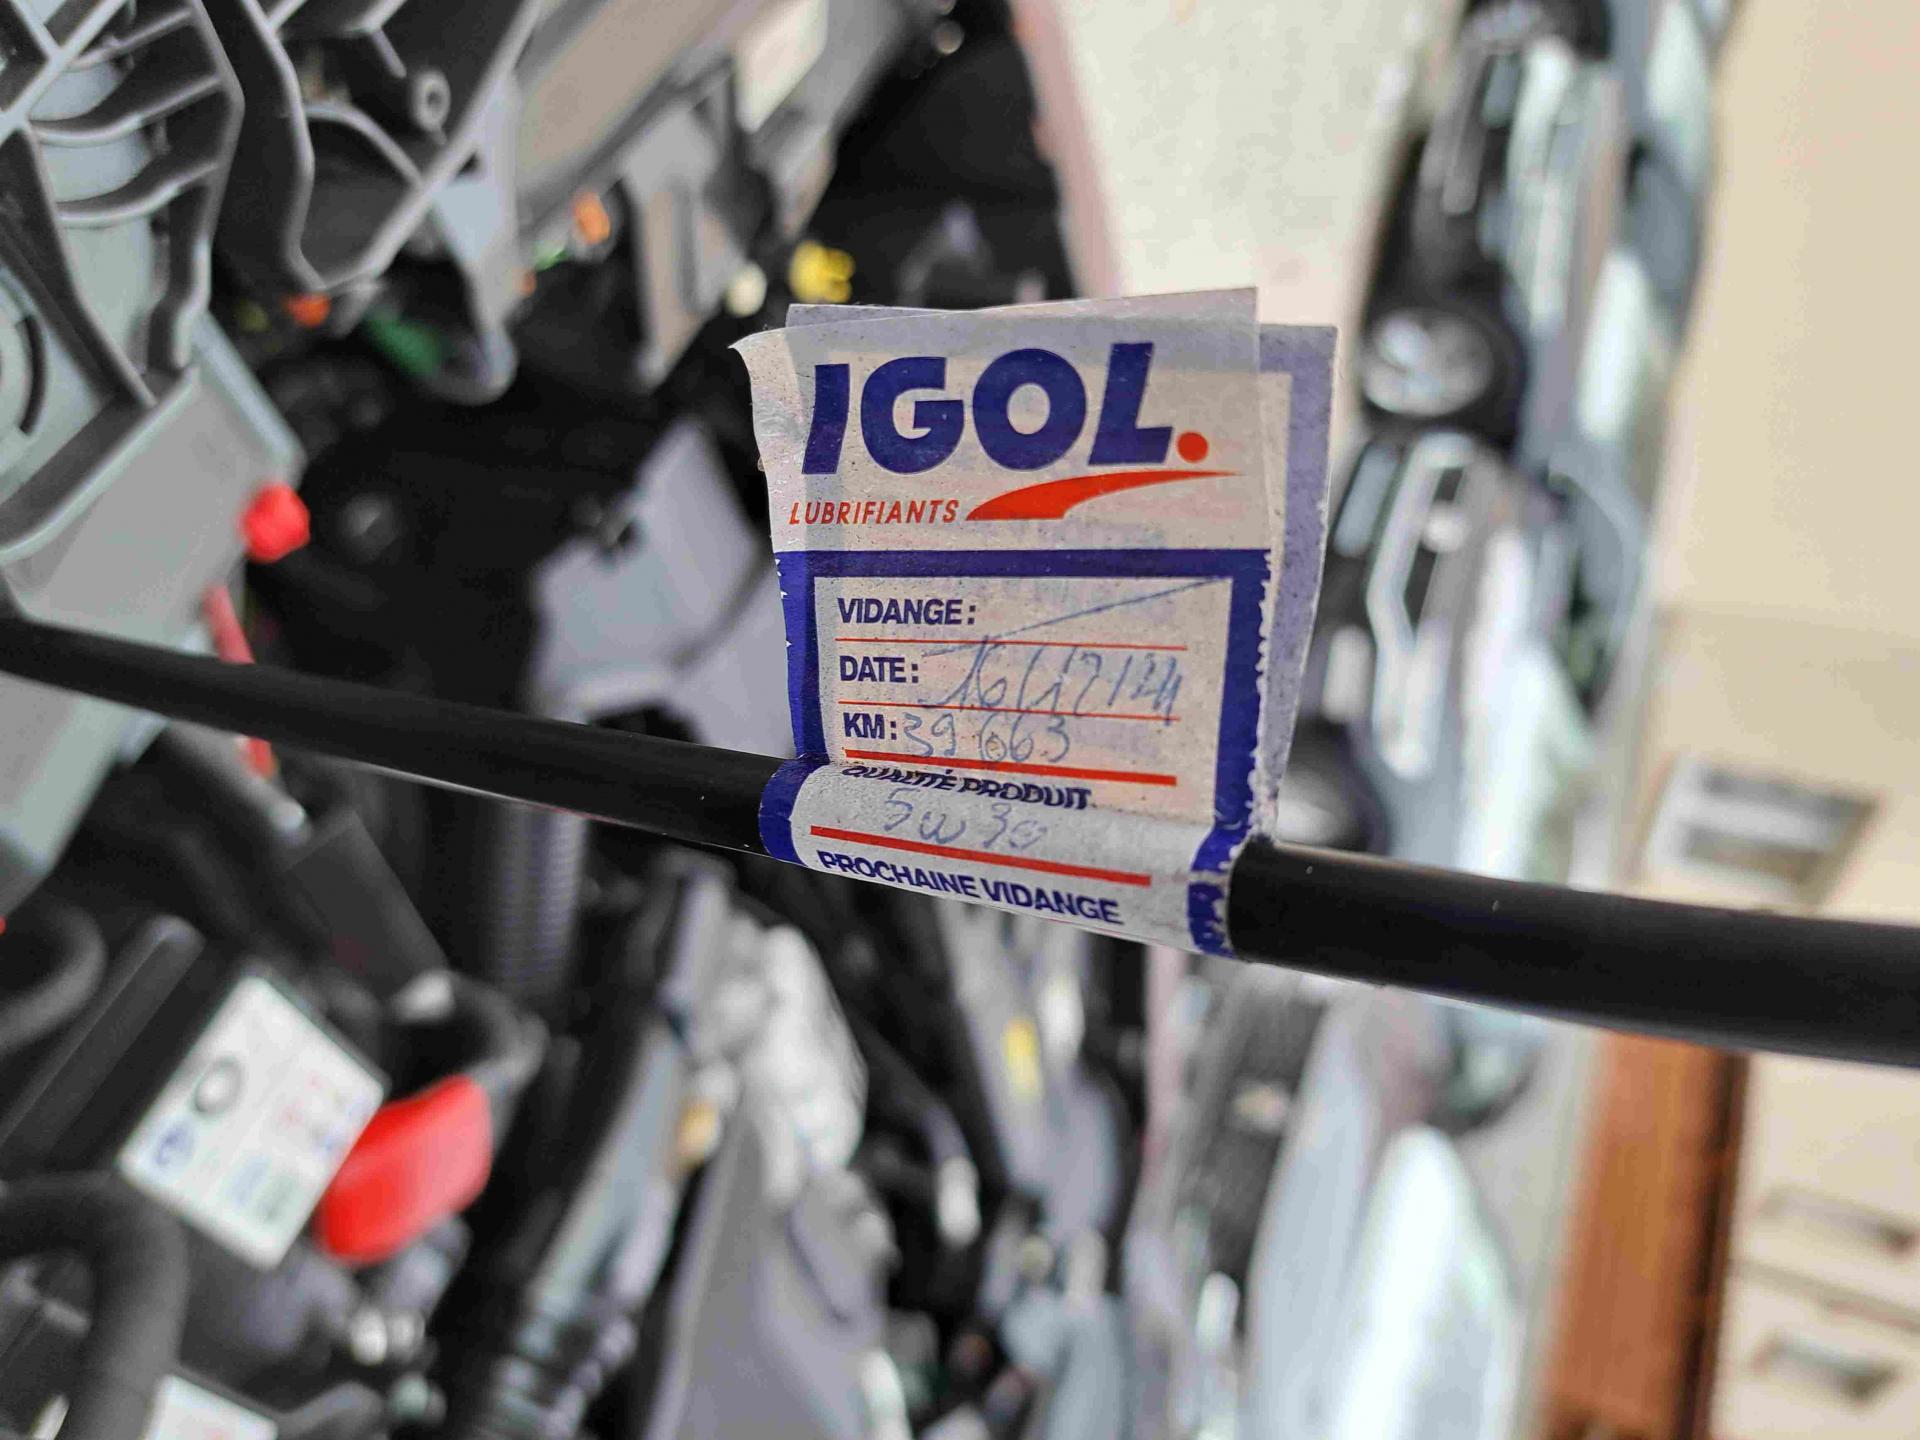 IGOL.
LUBRIFIANTS
VIDANGE:
DATE: 16/12/24
KM: 39 663
QUALITÉ PRODUIT
5w30
PROCHAINE VIDANGE